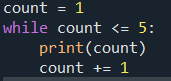 count = 1
while count <= 5:
    print(count)
    count += 1